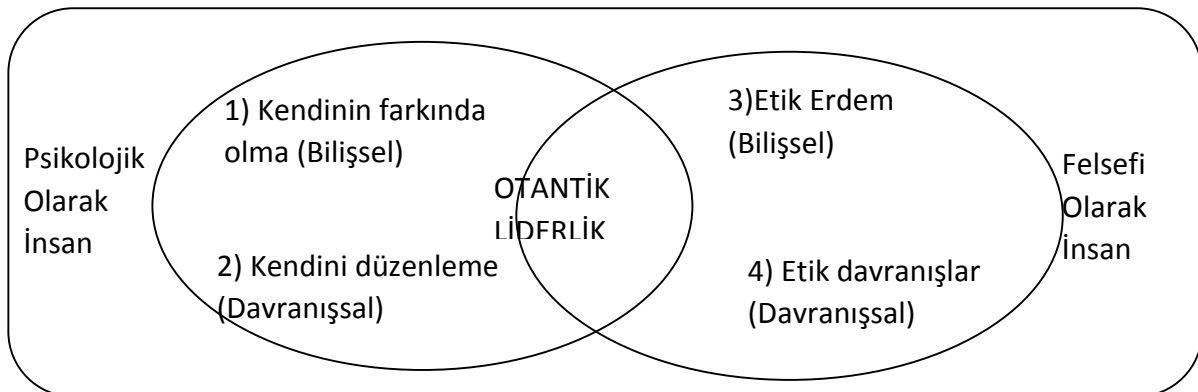 Psikolojik
Olarak
İnsan
1) Kendinin farkında
olma (Bilişsel)
2) Kendini düzenleme
(Davranışsal)
OTANTİK
LİDERLİK
3)Etik Erdem
(Bilişsel)
4) Etik davranışlar
(Davranışsal)
Felsefi
Olarak
İnsan